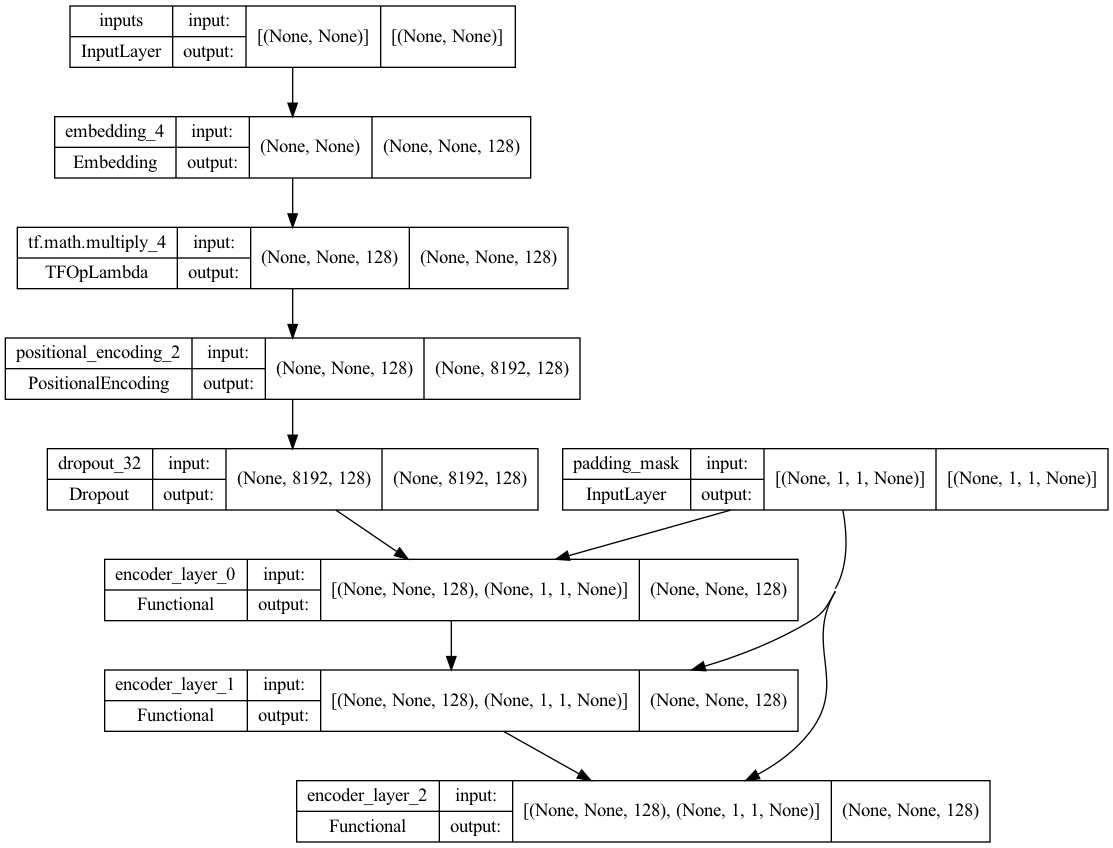 inputs input: [(None, None)] [(None, None)]
InputLayer output:
embedding_4 input: (None, None) (None, None, 128)
Embedding output:
tf.math.multiply_4 input: (None, None, 128) (None, None, 128)
TFOpLambda output:
positional_encoding_2 input: (None, None, 128) (None, 8192, 128)
PositionalEncoding output:
dropout_32 input: (None, 8192, 128) (None, 8192, 128)
Dropout output:
padding_mask input: [(None, 1, 1, None)] [(None, 1, 1, None)]
InputLayer output:
encoder_layer_0 input: [(None, None, 128), (None, 1, 1, None)] (None, None, 128)
Functional output:
encoder_layer_1 input: [(None, None, 128), (None, 1, 1, None)] (None, None, 128)
Functional output:
encoder_layer_2 input: [(None, None, 128), (None, 1, 1, None)] (None, None, 128)
Functional output: